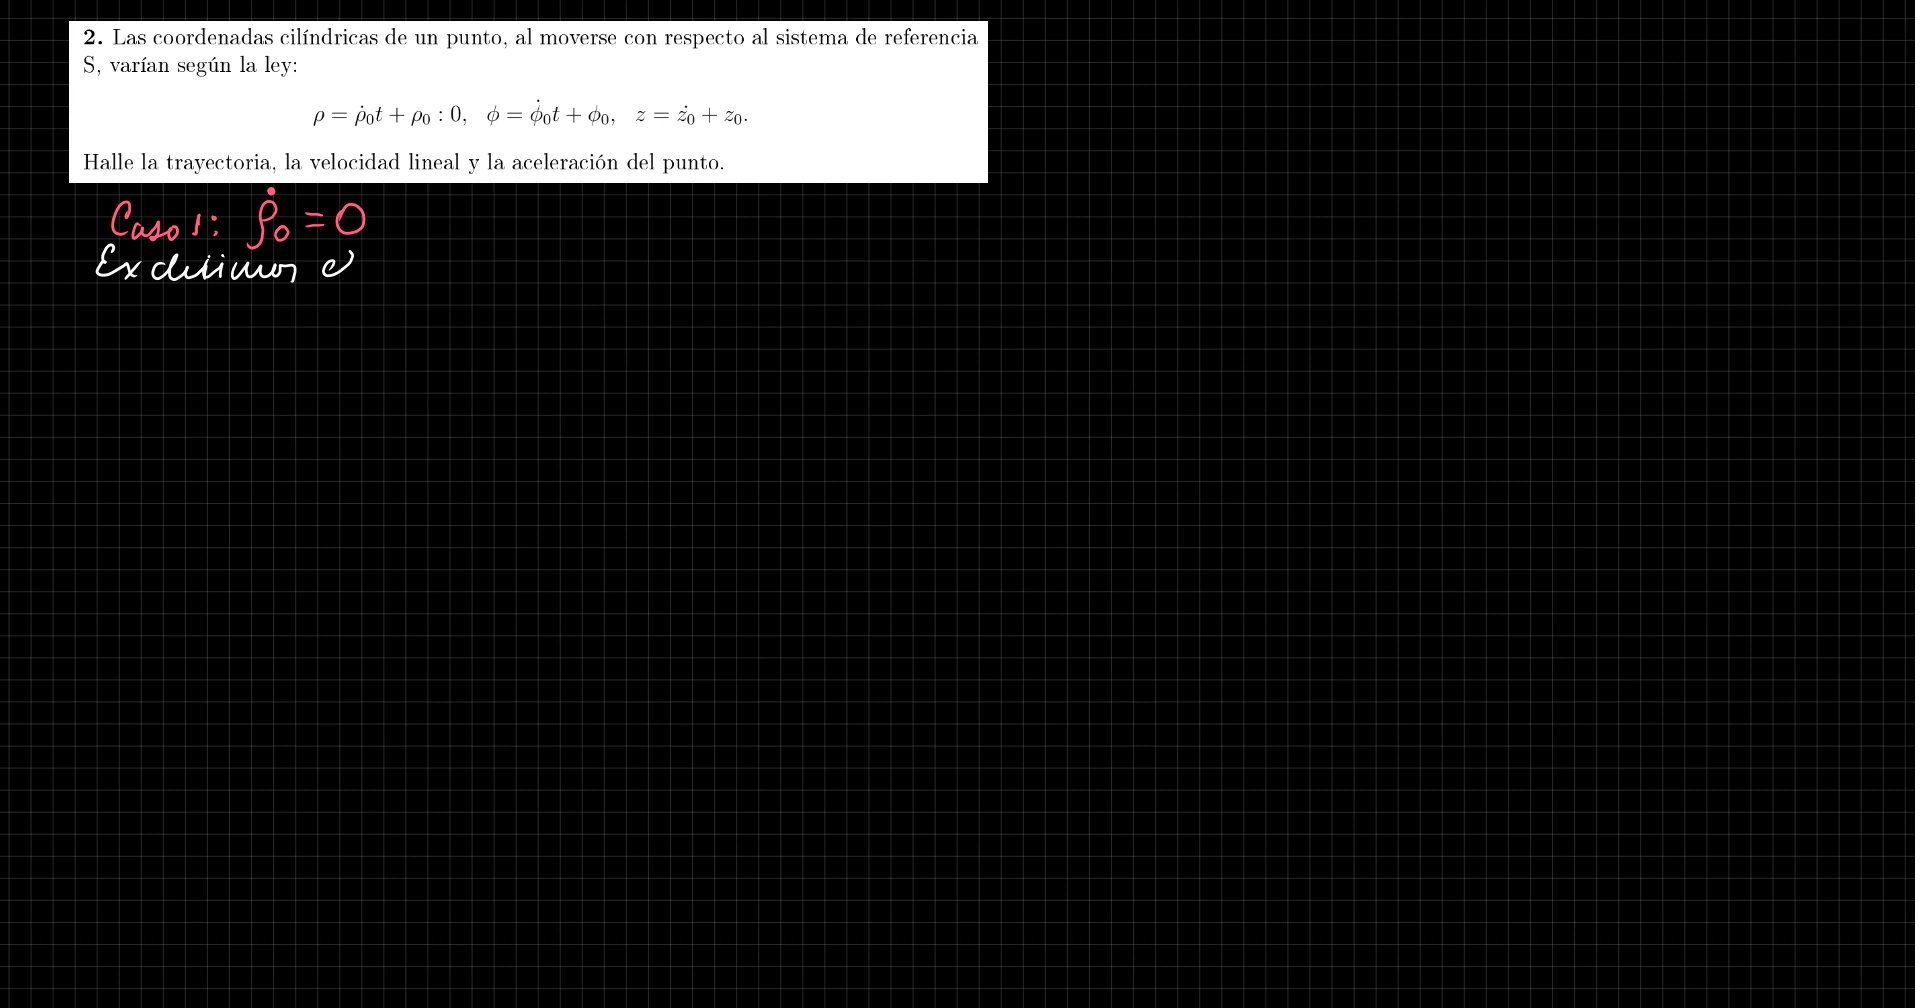 2. Las coordenadas cilíndricas de un punto, al moverse con respecto al sistema de referencia
S, varían según la ley:
ρ = ρ̇₀t + ρ₀ : 0, ϕ = ϕ̇₀t + ϕ₀, z = ż₀ + z₀.
Halle la trayectoria, la velocidad lineal y la aceleración del punto.
Caso 1: ρ̇₀ = 0